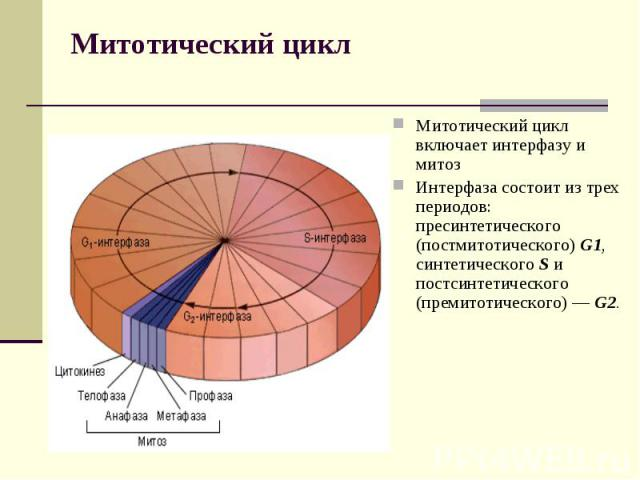 Митотический цикл
Митотический цикл
включает интерфазу и
митоз
Интерфаза состоит из трех
периодов:
пресинтетического
(постмитотического) G1,
синтетического S и
постсинтетического
(премитотического) — G2.
G₁-интерфаза
S-интерфаза
G₂-интерфаза
Цитокинез
Телофаза
Профаза
Анафаза
Метафаза
Митоз
PPt4WEB.ru